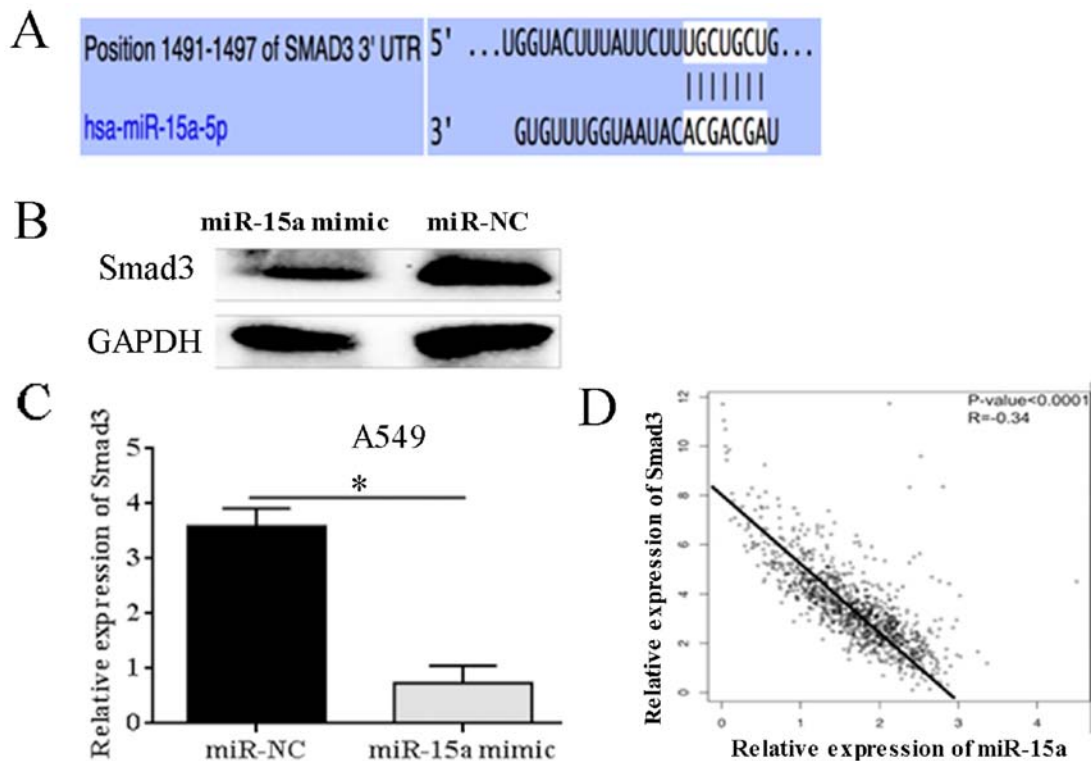 A
Position 1491-1497 of SMAD3 3' UTR 5' ...UGGUACUUUAUUCUUUGCUGCUG...
hsa-miR-15a-5p 3' GUGUUUGGUAAUACACGACGAU
B
miR-15a mimic miR-NC
Smad3
GAPDH
C
A549
*
Relative expression of Smad3
5
4
3
2
1
0
miR-NC miR-15a mimic
D
P-value<0.0001
R=-0.34
Relative expression of Smad3
12
10
8
6
4
2
0
0 1 2 3 4
Relative expression of miR-15a